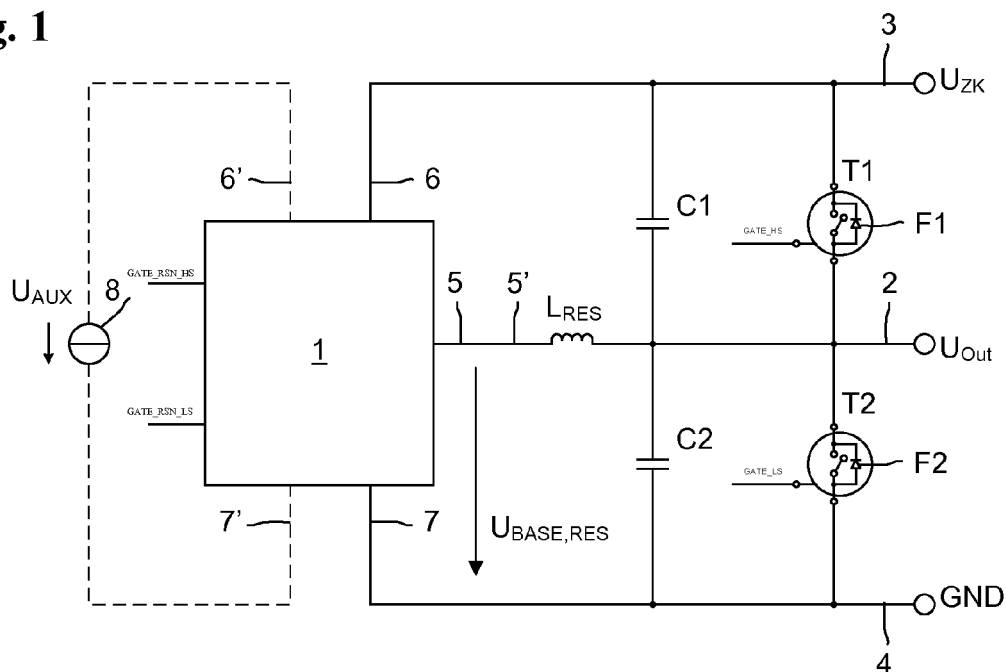 g. 1
3
U_ZK
6’
6
T1
C1
F1
GATE_HS
GATE_RSN_HS
U_AUX
8
5
5’
L_RES
2
1
U_Out
T2
GATE_RSN_LS
C2
F2
GATE_LS
7’
7
U_BASE,RES
GND
4